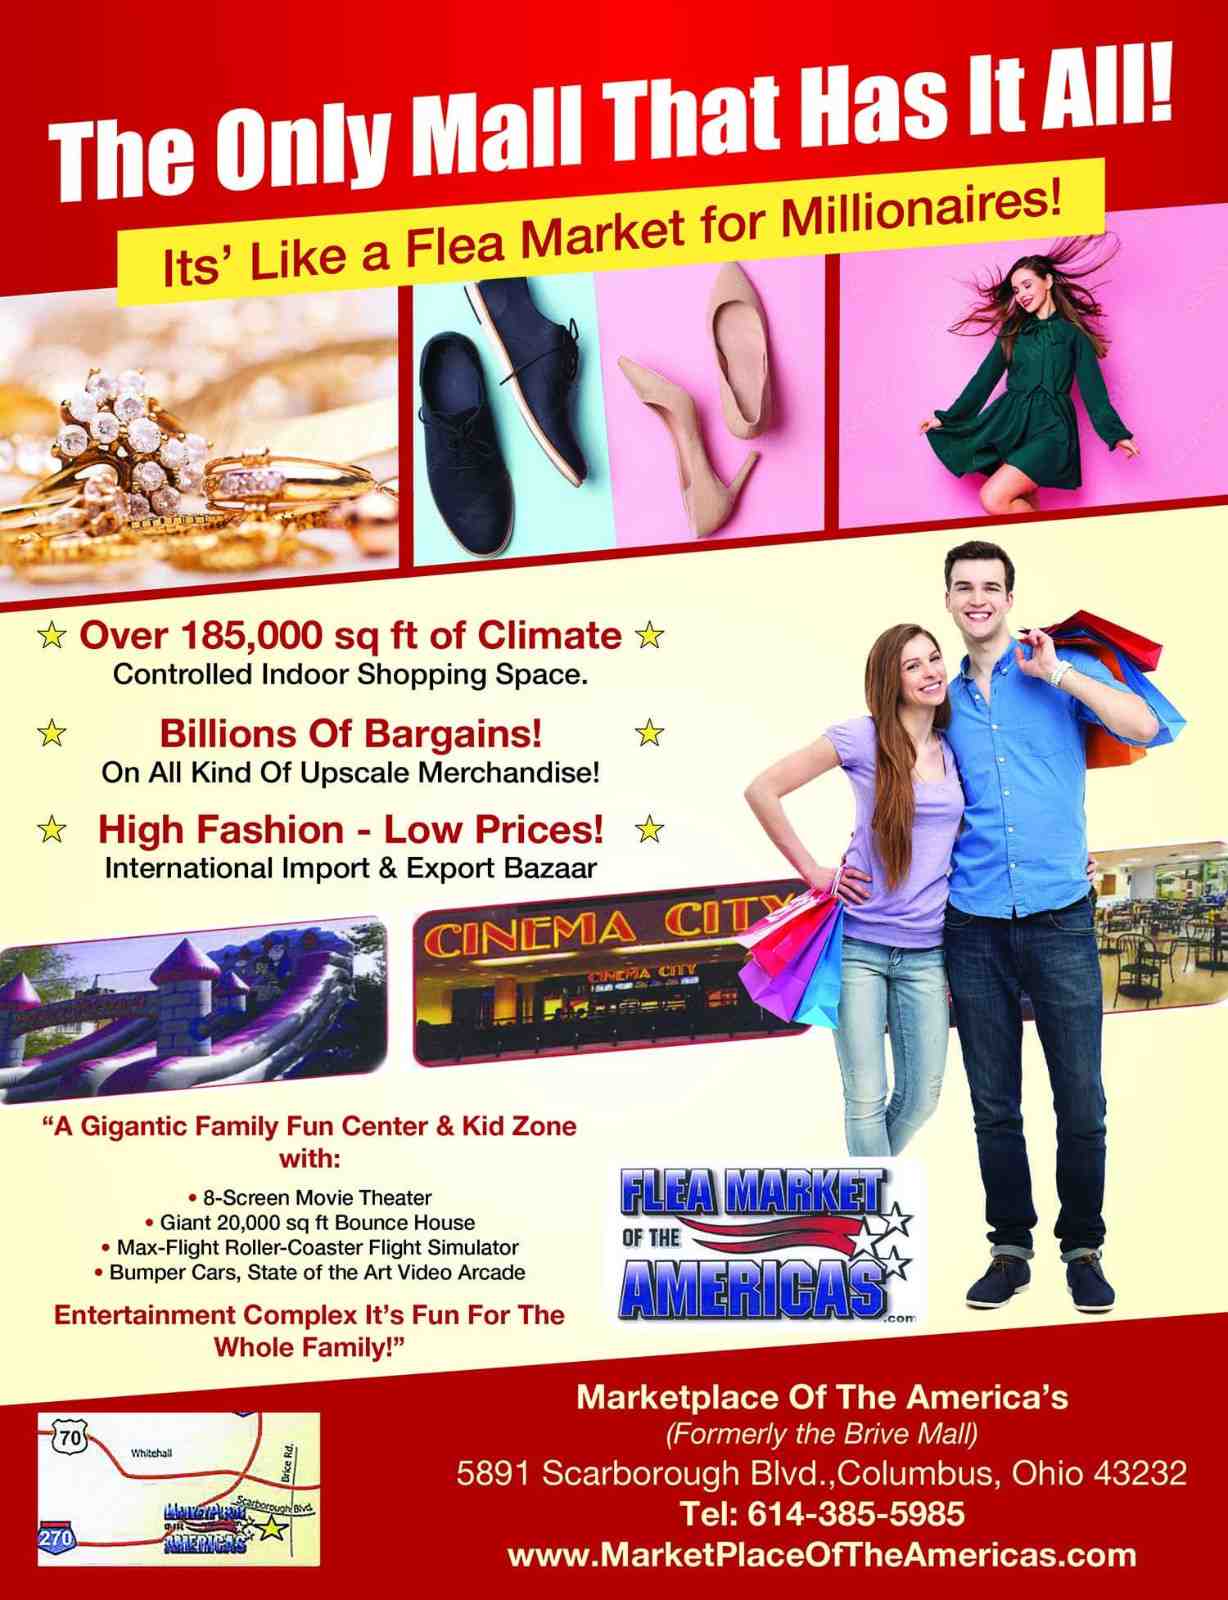 The Only Mall That Has It All!
Its' Like a Flea Market for Millionaires!
Over 185,000 sq ft of Climate
Controlled Indoor Shopping Space.
Billions Of Bargains!
On All Kind Of Upscale Merchandise!
High Fashion - Low Prices!
International Import & Export Bazaar
CINEMA CITY
CINEMA CITY
“A Gigantic Family Fun Center & Kid Zone
with:
• 8-Screen Movie Theater
• Giant 20,000 sq ft Bounce House
• Max-Flight Roller-Coaster Flight Simulator
• Bumper Cars, State of the Art Video Arcade
Entertainment Complex It’s Fun For The
Whole Family!”
FLEA MARKET
OF THE
AMERICAS
.com
Marketplace Of The America’s
(Formerly the Brive Mall)
5891 Scarborough Blvd.,Columbus, Ohio 43232
Tel: 614-385-5985
www.MarketPlaceOfTheAmericas.com
70
Whitehall
Brice Rd.
Scarborough Blvd.
MARKETPLACE
OF THE
AMERICAS
270